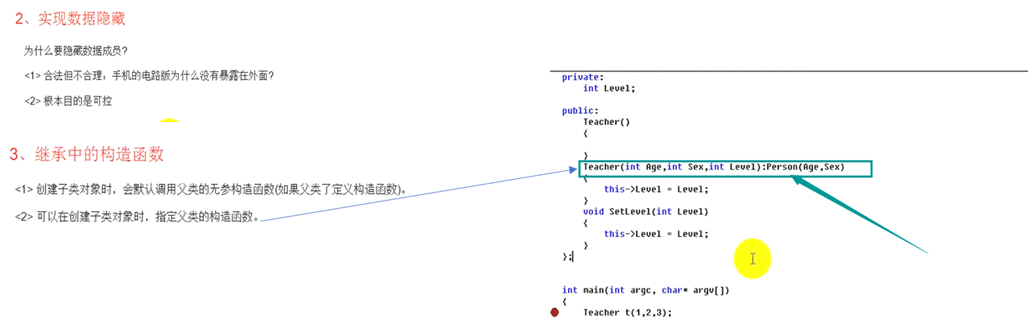 2、实现数据隐藏
为什么要隐藏数据成员?
<1> 合法但不合理：手机的电路版为什么没有暴露在外面?
<2> 根本目的是可控
3、继承中的构造函数
<1> 创建子类对象时，会默认调用父类的无参构造函数(如果父类了定义构造函数)。
<2> 可以在创建子类对象时，指定父类的构造函数。
private:
int Level;
public:
Teacher()
{
}
Teacher(int Age,int Sex,int Level):Person(Age,Sex)
{
this->Level = Level;
}
void SetLevel(int Level)
{
this->Level = Level;
}
};
int main(int argc, char* argv[])
{
Teacher t(1,2,3);